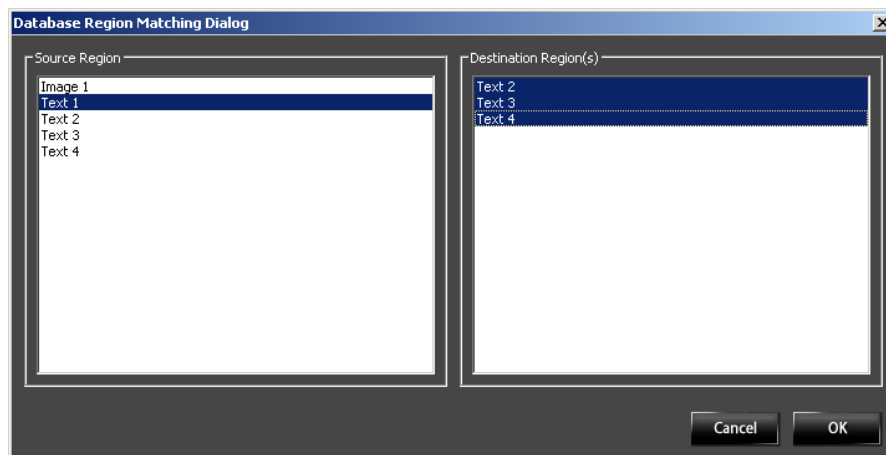 Database Region Matching Dialog
Source Region
Image 1
Text 1
Text 2
Text 3
Text 4
Destination Region(s)
Text 2
Text 3
Text 4
Cancel
OK